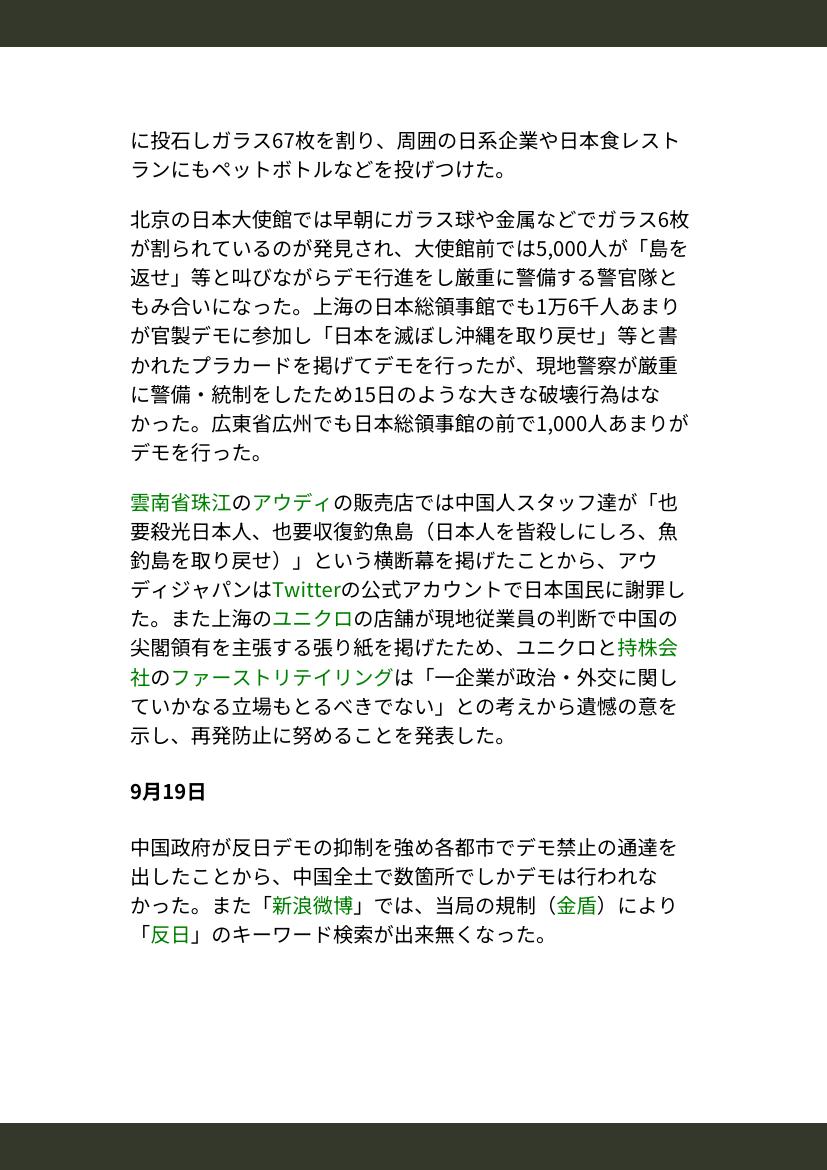 に投石しガラス67枚を割り、周囲の日系企業や日本食レスト
ランにもペットボトルなどを投げつけた。
北京の日本大使館では早朝にガラス球や金属などでガラス6枚
が割られているのが発見され、大使館前では5,000人が「島を
返せ」等と叫びながらデモ行進をし厳重に警備する警官隊と
もみ合いになった。上海の日本総領事館でも1万6千人あまり
が官製デモに参加し「日本を滅ぼし沖縄を取り戻せ」等と書
かれたプラカードを掲げてデモを行ったが、現地警察が厳重
に警備・統制をしたため15日のような大きな破壊行為はな
かった。広東省広州でも日本総領事館の前で1,000人あまりが
デモを行った。
雲南省珠江のアウディの販売店では中国人スタッフ達が「也
要殺光日本人、也要収復釣魚島（日本人を皆殺しにしろ、魚
釣島を取り戻せ）」という横断幕を掲げたことから、アウ
ディジャパンはTwitterの公式アカウントで日本国民に謝罪し
た。また上海のユニクロの店舗が現地従業員の判断で中国の
尖閣領有を主張する張り紙を掲げたため、ユニクロと持株会
社のファーストリテイリングは「一企業が政治・外交に関し
ていかなる立場もとるべきでない」との考えから遺憾の意を
示し、再発防止に努めることを発表した。
9月19日
中国政府が反日デモの抑制を強め各都市でデモ禁止の通達を
出したことから、中国全土で数箇所でしかデモは行われな
かった。また「新浪微博」では、当局の規制（金盾）により
「反日」のキーワード検索が出来無くなった。